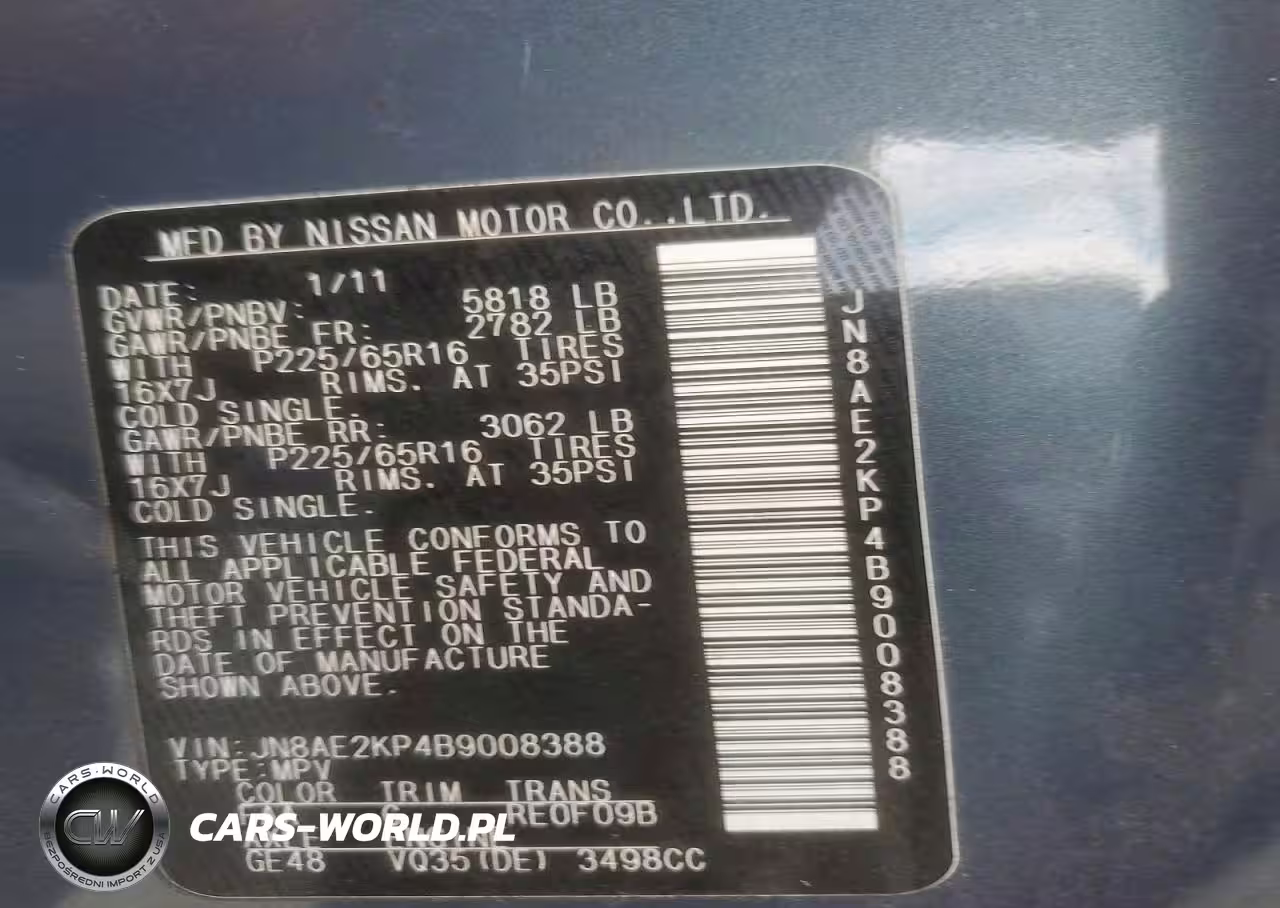 MFD BY NISSAN MOTOR CO.,LTD.
DATE: 1/11
GVWR/PNBV: 5818 LB
GAWR/PNBE FR: 2782 LB
WITH P225/65R16 TIRES
16X7J RIMS. AT 35PSI
COLD SINGLE.
GAWR/PNBE RR: 3062 LB
WITH P225/65R16 TIRES
16X7J RIMS. AT 35PSI
COLD SINGLE.
THIS VEHICLE CONFORMS TO
ALL APPLICABLE FEDERAL
MOTOR VEHICLE SAFETY AND
THEFT PREVENTION STANDA-
RDS IN EFFECT ON THE
DATE OF MANUFACTURE
SHOWN ABOVE.
VIN:JN8AE2KP4B9008388
TYPE:MPV
COLOR TRIM TRANS
RE0F09B
GE48 VQ35(DE) 3498CC
JN8AE2KP4B9008388
CARS-WORLD
CW
BEZPOŚREDNI IMPORT Z USA
CARS-WORLD.PL